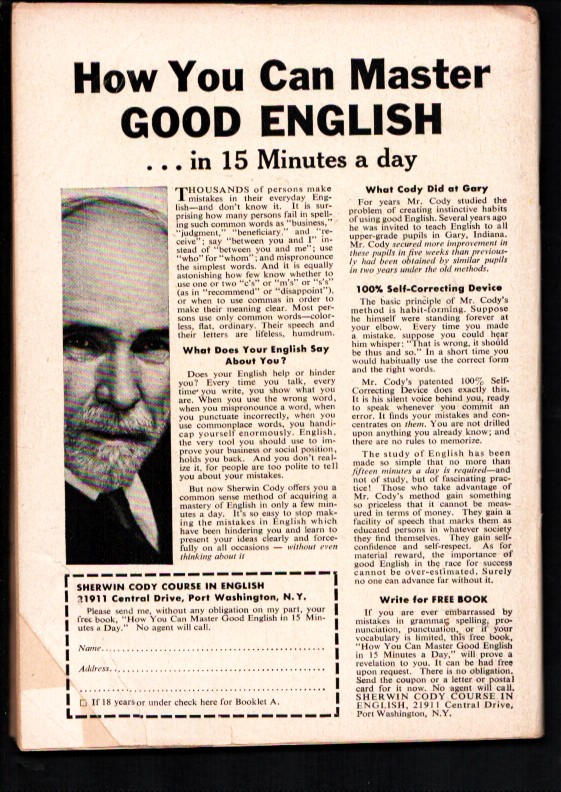 How You Can Master
GOOD ENGLISH
. . . in 15 Minutes a day
THOUSANDS of persons make
mistakes in their everyday Eng-
lish—and don't know it. It is sur-
prising how many persons fail in spell-
ing such common words as "business,"
"judgment," "beneficiary," and "re-
ceive"; say "between you and I" in-
stead of "between you and me"; use
"who" for "whom"; and mispronounce
the simplest words. And it is equally
astonishing how few know whether to
use one or two "c's" or "m's" or "s's"
(as in "recommend" or "disappoint"),
or when to use commas in order to
make their meaning clear. Most per-
sons use only common words—color-
less, flat, ordinary. Their speech and
their letters are lifeless, humdrum.
What Does Your English Say
About You?
Does your English help or hinder
you? Every time you talk, every
time you write, you show what you
are. When you use the wrong word,
when you mispronounce a word, when
you punctuate incorrectly, when you
use commonplace words, you handi-
cap yourself enormously. English,
the very tool you should use to im-
prove your business or social position,
holds you back. And you don't real-
ize it, for people are too polite to tell
you about your mistakes.
But now Sherwin Cody offers you a
common sense method of acquiring a
mastery of English in only a few min-
utes a day. It's so easy to stop mak-
ing the mistakes in English which
have been hindering you and learn to
present your ideas clearly and force-
fully on all occasions — without even
thinking about it
What Cody Did at Gary
For years Mr. Cody studied the
problem of creating instinctive habits
of using good English. Several years ago
he was invited to teach English to all
upper-grade pupils in Gary, Indiana.
Mr. Cody secured more improvement in
these pupils in five weeks than previous-
ly had been obtained by similar pupils
in two years under the old methods.
100% Self-Correcting Device
The basic principle of Mr. Cody's
method is habit-forming. Suppose
he himself were standing forever at
your elbow. Every time you made
a mistake, suppose you could hear
him whisper: "That is wrong, it should
be thus and so." In a short time you
would habitually use the correct form
and the right words.
Mr. Cody's patented 100% Self-
Correcting Device does exactly this.
It is his silent voice behind you, ready
to speak whenever you commit an
error. It finds your mistakes and con-
centrates on them. You are not drilled
upon anything you already know; and
there are no rules to memorize.
The study of English has been
made so simple that no more than
fifteen minutes a day is required—and
not of study, but of fascinating prac-
tice! Those who take advantage of
Mr. Cody's method gain something
so priceless that it cannot be meas-
ured in terms of money. They gain a
facility of speech that marks them as
educated persons in whatever society
they find themselves. They gain self-
confidence and self-respect. As for
material reward, the importance of
good English in the race for success
cannot be over-estimated. Surely
no one can advance far without it.
Write for FREE BOOK
If you are ever embarrassed by
mistakes in grammar, spelling, pro-
nunciation, punctuation, or if your
vocabulary is limited, this free book,
"How You Can Master Good English
in 15 Minutes a Day," will prove a
revelation to you. It can be had free
upon request. There is no obligation.
Send the coupon or a letter or postal
card for it now. No agent will call.
SHERWIN CODY COURSE IN
ENGLISH, 21911 Central Drive,
Port Washington, N.Y.
SHERWIN CODY COURSE IN ENGLISH
21911 Central Drive, Port Washington, N. Y.
Please send me, without any obligation on my part, your
free book, "How You Can Master Good English in 15 Min-
utes a Day." No agent will call.
Name
Address
If 18 years or under check here for Booklet A.